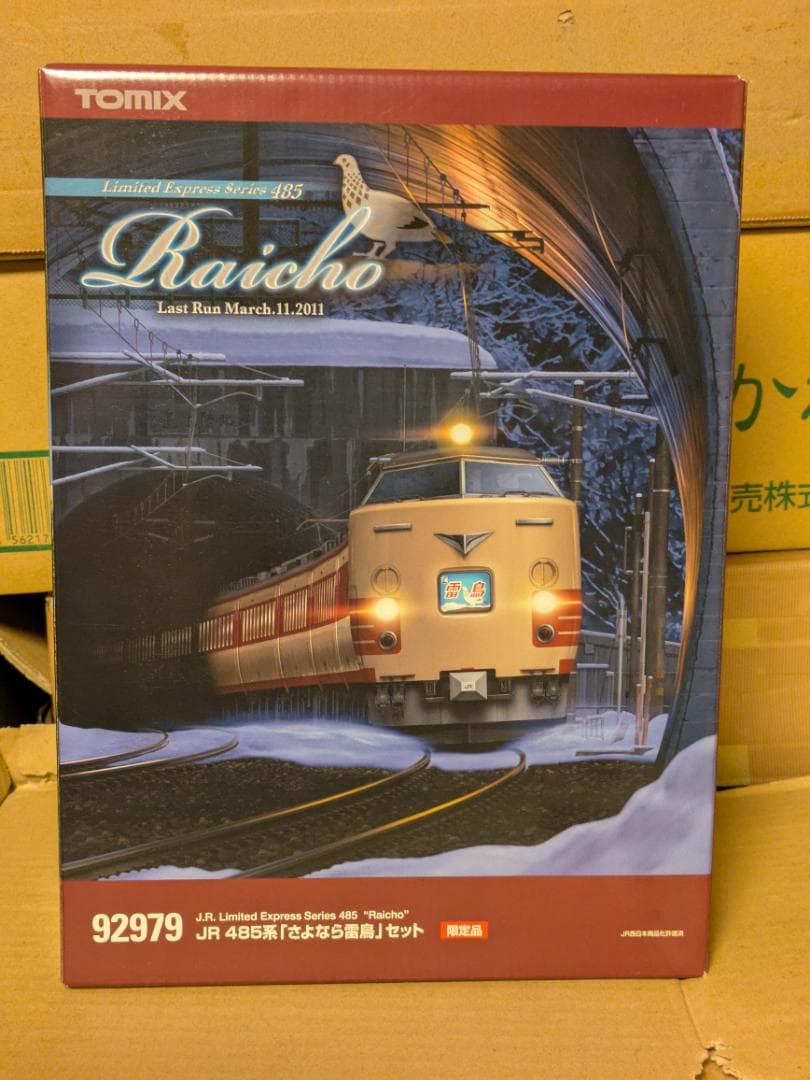 TOMIX
Limited Express Series 485
Raicho
Last Run March.11.2011
雷鳥
JR
か
売株式
56217
92979
J.R. Limited Express Series 485 "Raicho"
JR 485系「さよなら雷鳥」セット
限定品
JR西日本商品化許諾済